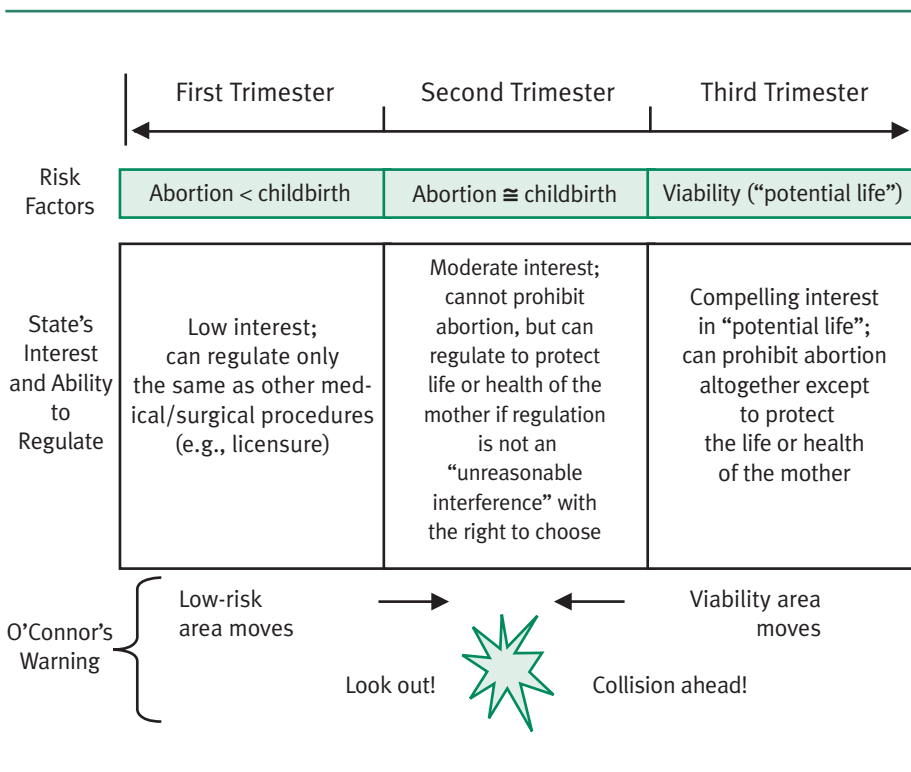 First Trimester
Second Trimester
Third Trimester
Risk
Factors
Abortion < childbirth
Abortion ≅ childbirth
Viability (“potential life”)
State’s
Interest
and Ability
to
Regulate
Low interest;
can regulate only
the same as other med-
ical/surgical procedures
(e.g., licensure)
Moderate interest;
cannot prohibit
abortion, but can
regulate to protect
life or health of the
mother if regulation
is not an
“unreasonable
interference” with
the right to choose
Compelling interest
in “potential life”;
can prohibit abortion
altogether except
to protect
the life or health
of the mother
O’Connor’s
Warning
Low-risk
area moves
Viability area
moves
Look out!
Collision ahead!